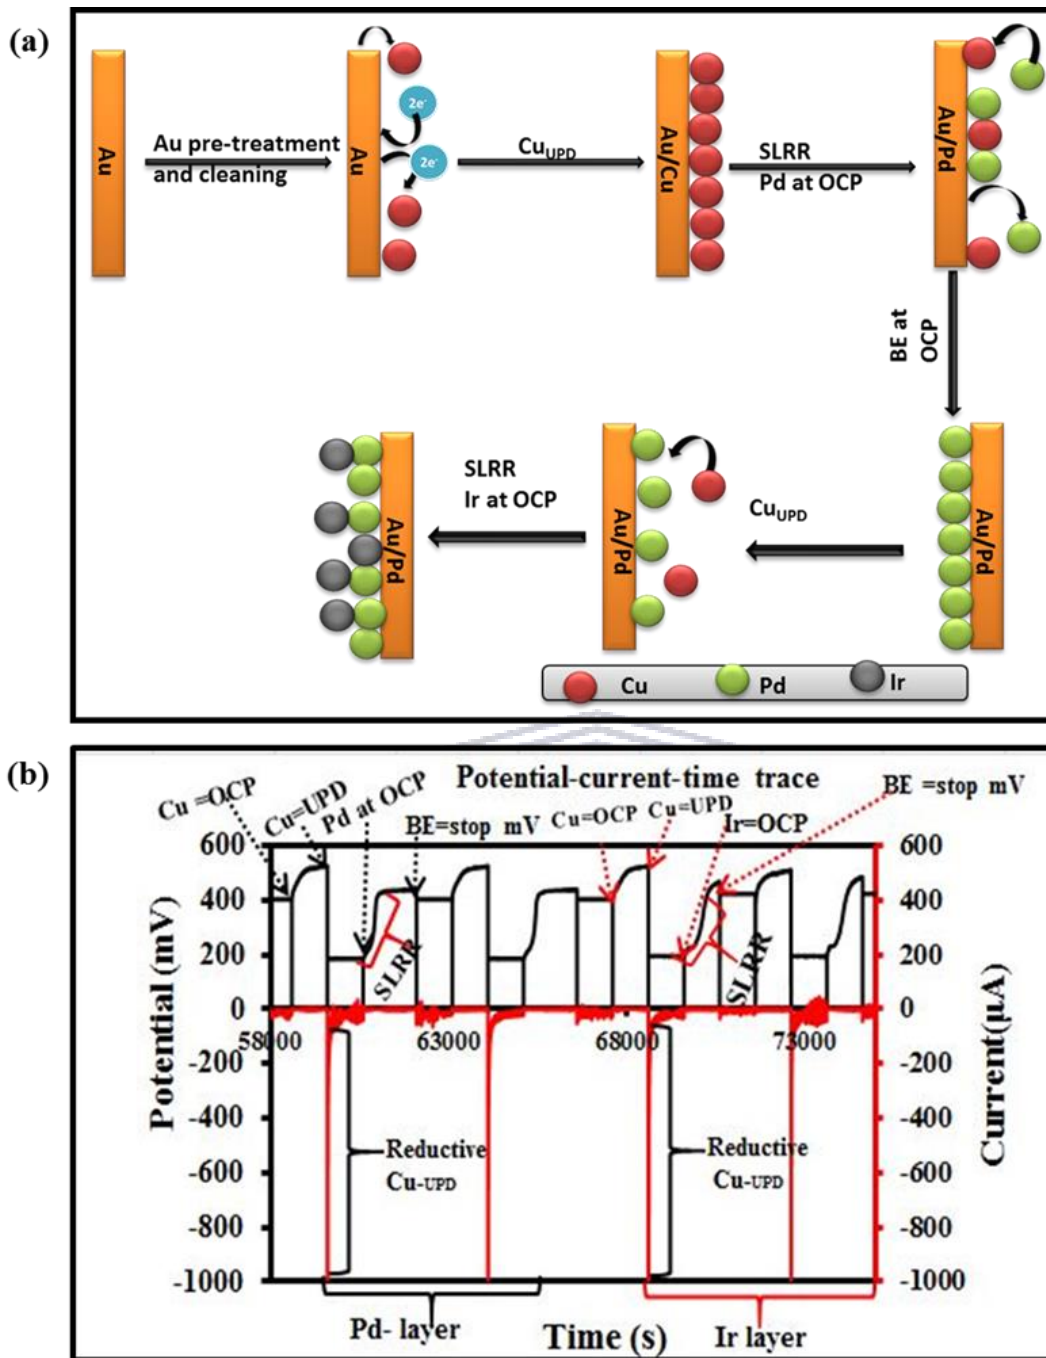 (a)
Au
Au pre-treatment
and cleaning
Au
2e-
2e-
CuUPD
Au/Cu
SLRR
Pd at OCP
Au/Pd
BE at
OCP
Au/Pd
CuUPD
Au/Pd
SLRR
Ir at OCP
Au/Pd
Cu
Pd
Ir
(b)
Potential-current-time trace
Cu =OCP
Cu=UPD
Pd at OCP
BE=stop mV
Cu=OCP
Cu=UPD
Ir=OCP
BE =stop mV
Potential (mV)
600
400
200
0
-200
-400
-600
-800
-1000
58000
63000
68000
73000
SLRR
SLRR
Reductive
Cu-UPD
Reductive
Cu-UPD
600
400
200
0
-200
-400
-600
-800
-1000
Current(µA)
Pd- layer
Time (s)
Ir layer